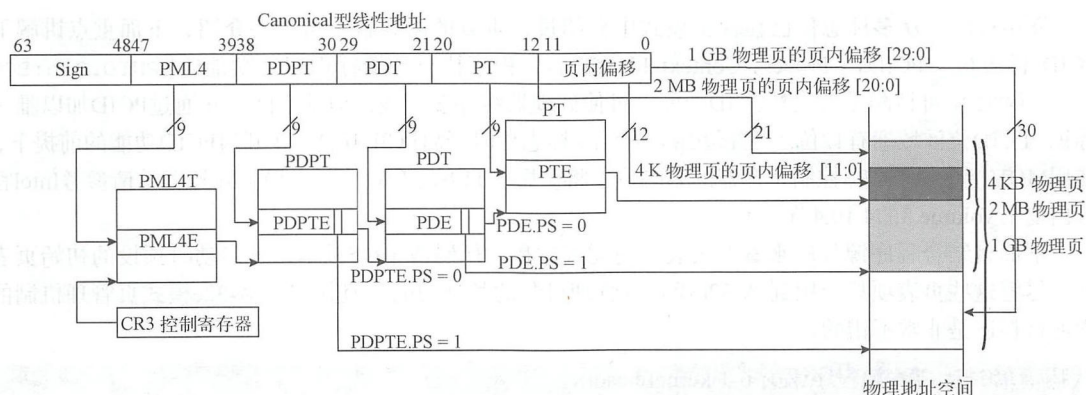 Canonical型线性地址
63 4847 3938 3029 2120 1211 0
Sign PML4 PDPT PDT PT 页内偏移
1 GB 物理页的页内偏移 [29:0]
2 MB 物理页的页内偏移 [20:0]
9 9 9 9 12 21 30
PT
PDPT PDT
PML4T PTE
4 K 物理页的页内偏移 [11:0]
4 KB 物理页
2 MB 物理页
1 GB 物理页
PML4E PDPTE PDE
PDE.PS = 0
PDPTE.PS = 0
PDE.PS = 1
CR3 控制寄存器
PDPTE.PS = 1
物理地址空间